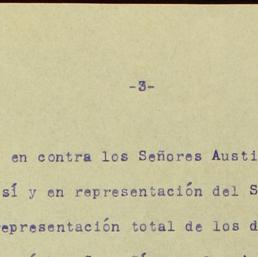 -3-
en contra los Señores Austi
sí y en representación del S
epresentación total de los d